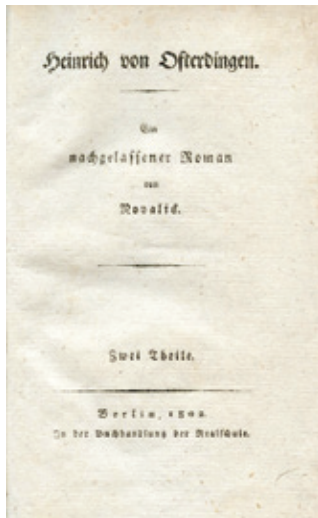 Heinrich von Ofterdingen.
Ein
nachgelassener Roman
von
Novalis.
Zwei Theile.
Berlin, 1802.
In der Buchhandlung der Realschule.